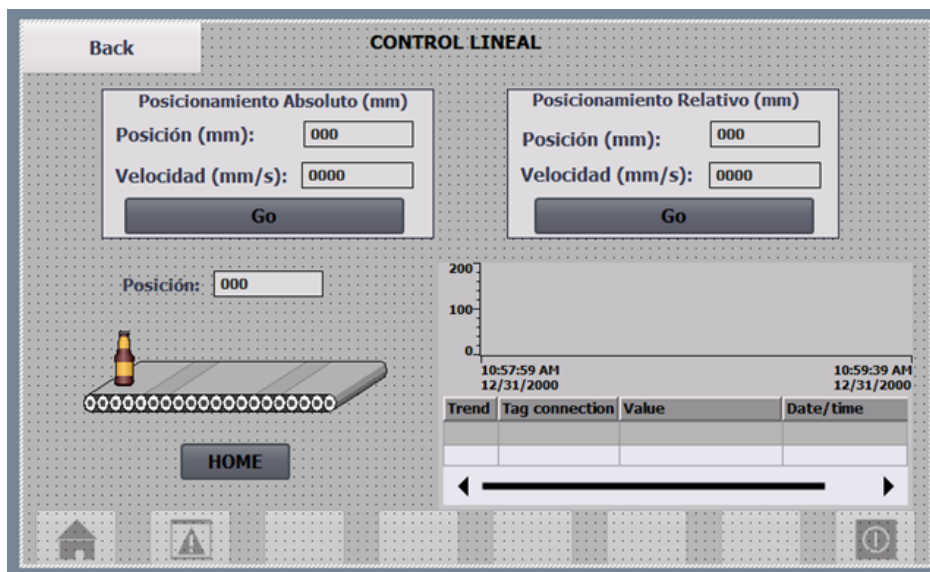 Back
CONTROL LINEAL
Posicionamiento Absoluto (mm)
Posición (mm): 000
Velocidad (mm/s): 0000
Go
Posicionamiento Relativo (mm)
Posición (mm): 000
Velocidad (mm/s): 0000
Go
Posición: 000
HOME
200
100
0
10:57:59 AM
12/31/2000
10:59:39 AM
12/31/2000
Trend Tag connection Value Date/time